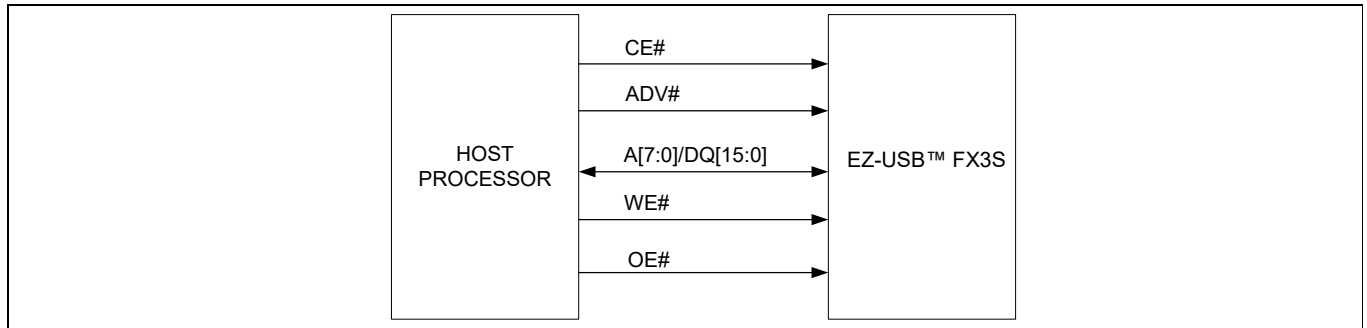 HOST
PROCESSOR
CE#
ADV#
A[7:0]/DQ[15:0]
WE#
OE#
EZ-USB™ FX3S